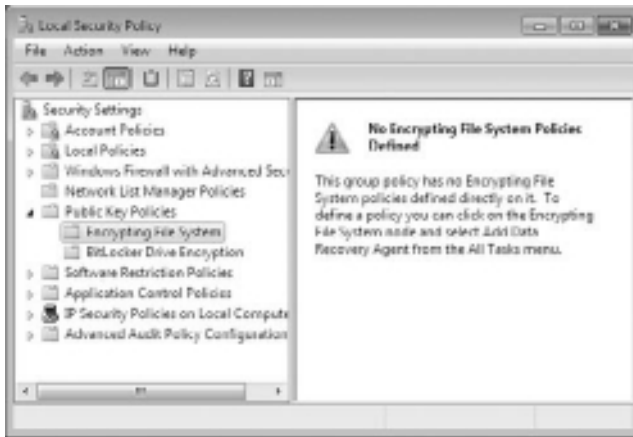 Local Security Policy
File Action View Help
Security Settings
Account Policies
Local Policies
Windows Firewall with Advanced Secu
Network List Manager Policies
Public Key Policies
Encrypting File System
BitLocker Drive Encryption
Software Restriction Policies
Application Control Policies
IP Security Policies on Local Compute
Advanced Audit Policy Configuration
No Encrypting File System Policies
Defined
This group policy has no Encrypting File
System policies defined directly on it. To
define a policy you can click on the Encrypting
File System node and select Add Data
Recovery Agent from the All Tasks menu.